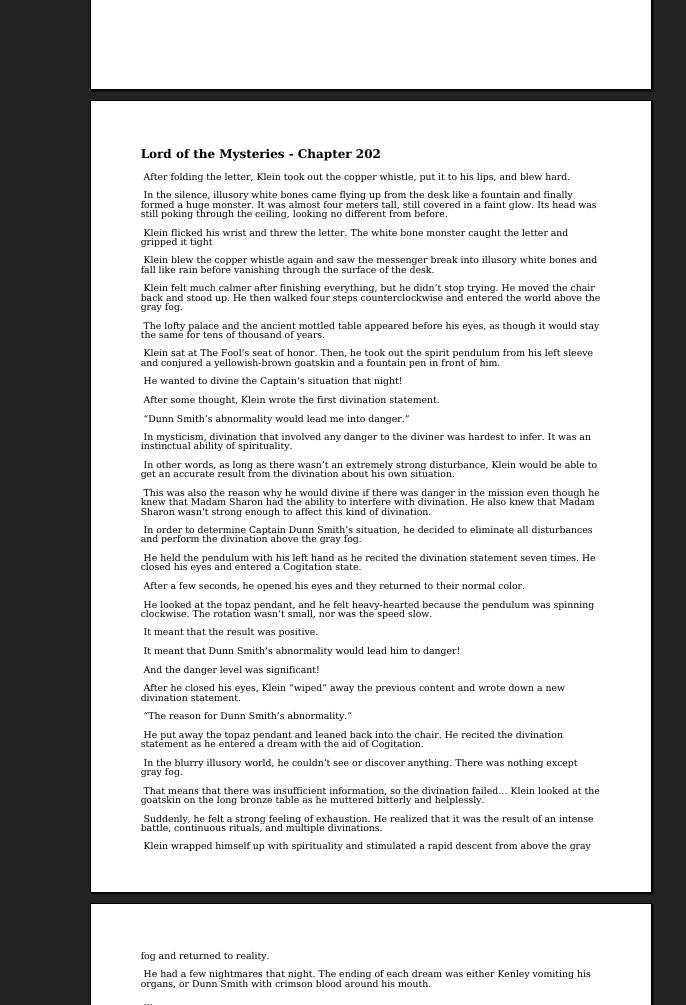 Lord of the Mysteries - Chapter 202
After folding the letter, Klein took out the copper whistle, put it to his lips, and blew hard.
In the silence, illusory white bones came flying up from the desk like a fountain and finally
formed a huge monster. It was almost four meters tall, still covered in a faint glow. Its head was
still poking through the ceiling, looking no different from before.
Klein flicked his wrist and threw the letter. The white bone monster caught the letter and
gripped it tight
Klein blew the copper whistle again and saw the messenger break into illusory white bones and
fall like rain before vanishing through the surface of the desk.
Klein felt much calmer after finishing everything, but he didn’t stop trying. He moved the chair
back and stood up. He then walked four steps counterclockwise and entered the world above the
gray fog.
The lofty palace and the ancient mottled table appeared before his eyes, as though it would stay
the same for tens of thousand of years.
Klein sat at The Fool’s seat of honor. Then, he took out the spirit pendulum from his left sleeve
and conjured a yellowish-brown goatskin and a fountain pen in front of him.
He wanted to divine the Captain’s situation that night!
After some thought, Klein wrote the first divination statement.
“Dunn Smith’s abnormality would lead me into danger.”
In mysticism, divination that involved any danger to the diviner was hardest to infer. It was an
instinctual ability of spirituality.
In other words, as long as there wasn’t an extremely strong disturbance, Klein would be able to
get an accurate result from the divination about his own situation.
This was also the reason why he would divine if there was danger in the mission even though he
knew that Madam Sharon had the ability to interfere with divination. He also knew that Madam
Sharon wasn’t strong enough to affect this kind of divination.
In order to determine Captain Dunn Smith’s situation, he decided to eliminate all disturbances
and perform the divination above the gray fog.
He held the pendulum with his left hand as he recited the divination statement seven times. He
closed his eyes and entered a Cogitation state.
After a few seconds, he opened his eyes and they returned to their normal color.
He looked at the topaz pendant, and he felt heavy-hearted because the pendulum was spinning
clockwise. The rotation wasn’t small, nor was the speed slow.
It meant that the result was positive.
It meant that Dunn Smith’s abnormality would lead him to danger!
And the danger level was significant!
After he closed his eyes, Klein “wiped” away the previous content and wrote down a new
divination statement.
“The reason for Dunn Smith’s abnormality.”
He put away the topaz pendant and leaned back into the chair. He recited the divination
statement as he entered a dream with the aid of Cogitation.
In the blurry illusory world, he couldn’t see or discover anything. There was nothing except
gray fog.
That means that there was insufficient information, so the divination failed… Klein looked at the
goatskin on the long bronze table as he muttered bitterly and helplessly.
Suddenly, he felt a strong feeling of exhaustion. He realized that it was the result of an intense
battle, continuous rituals, and multiple divinations.
Klein wrapped himself up with spirituality and stimulated a rapid descent from above the gray
fog and returned to reality.
He had a few nightmares that night. The ending of each dream was either Kenley vomiting his
organs, or Dunn Smith with crimson blood around his mouth.
…